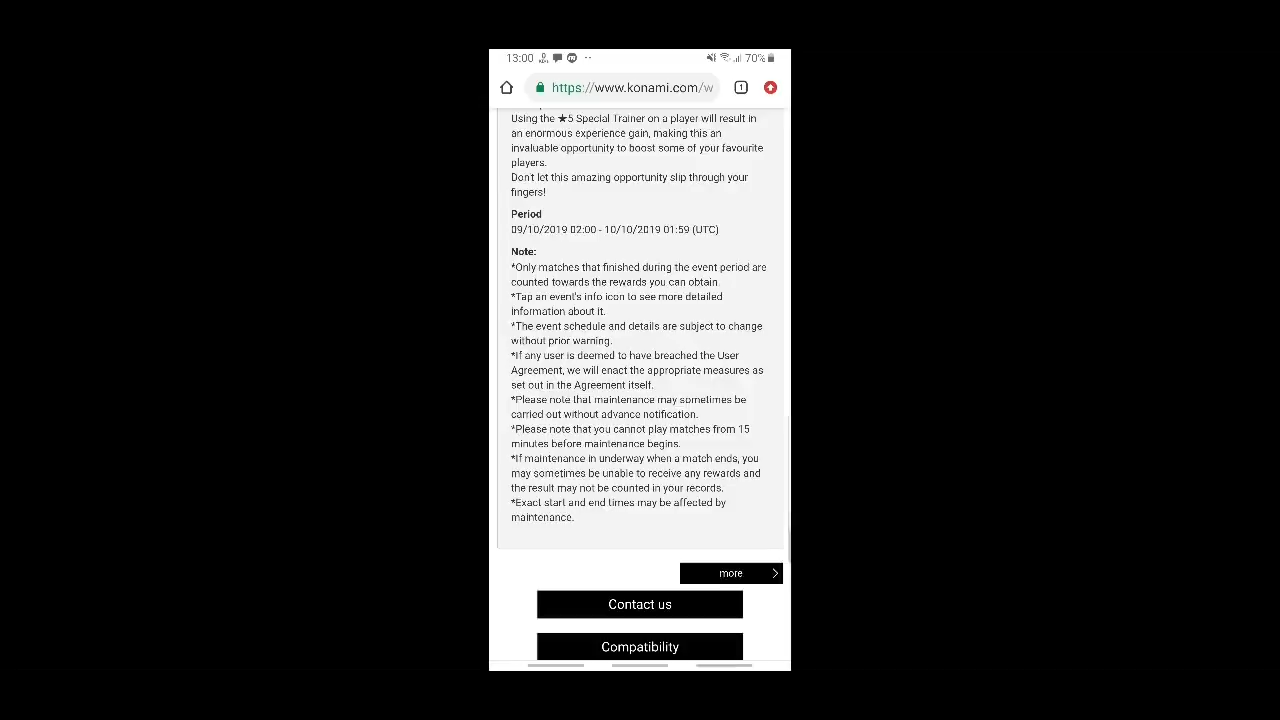 13:00 70%
https://www.konami.com/w 1
Using the ★5 Special Trainer on a player will result in
an enormous experience gain, making this an
invaluable opportunity to boost some of your favourite
players.
Don't let this amazing opportunity slip through your
fingers!
Period
09/10/2019 02:00 - 10/10/2019 01:59 (UTC)
Note:
*Only matches that finished during the event period are
counted towards the rewards you can obtain.
*Tap an event's info icon to see more detailed
information about it.
*The event schedule and details are subject to change
without prior warning.
*If any user is deemed to have breached the User
Agreement, we will enact the appropriate measures as
set out in the Agreement itself.
*Please note that maintenance may sometimes be
carried out without advance notification.
*Please note that you cannot play matches from 15
minutes before maintenance begins.
*If maintenance in underway when a match ends, you
may sometimes be unable to receive any rewards and
the result may not be counted in your records.
*Exact start and end times may be affected by
maintenance.
more
Contact us
Compatibility